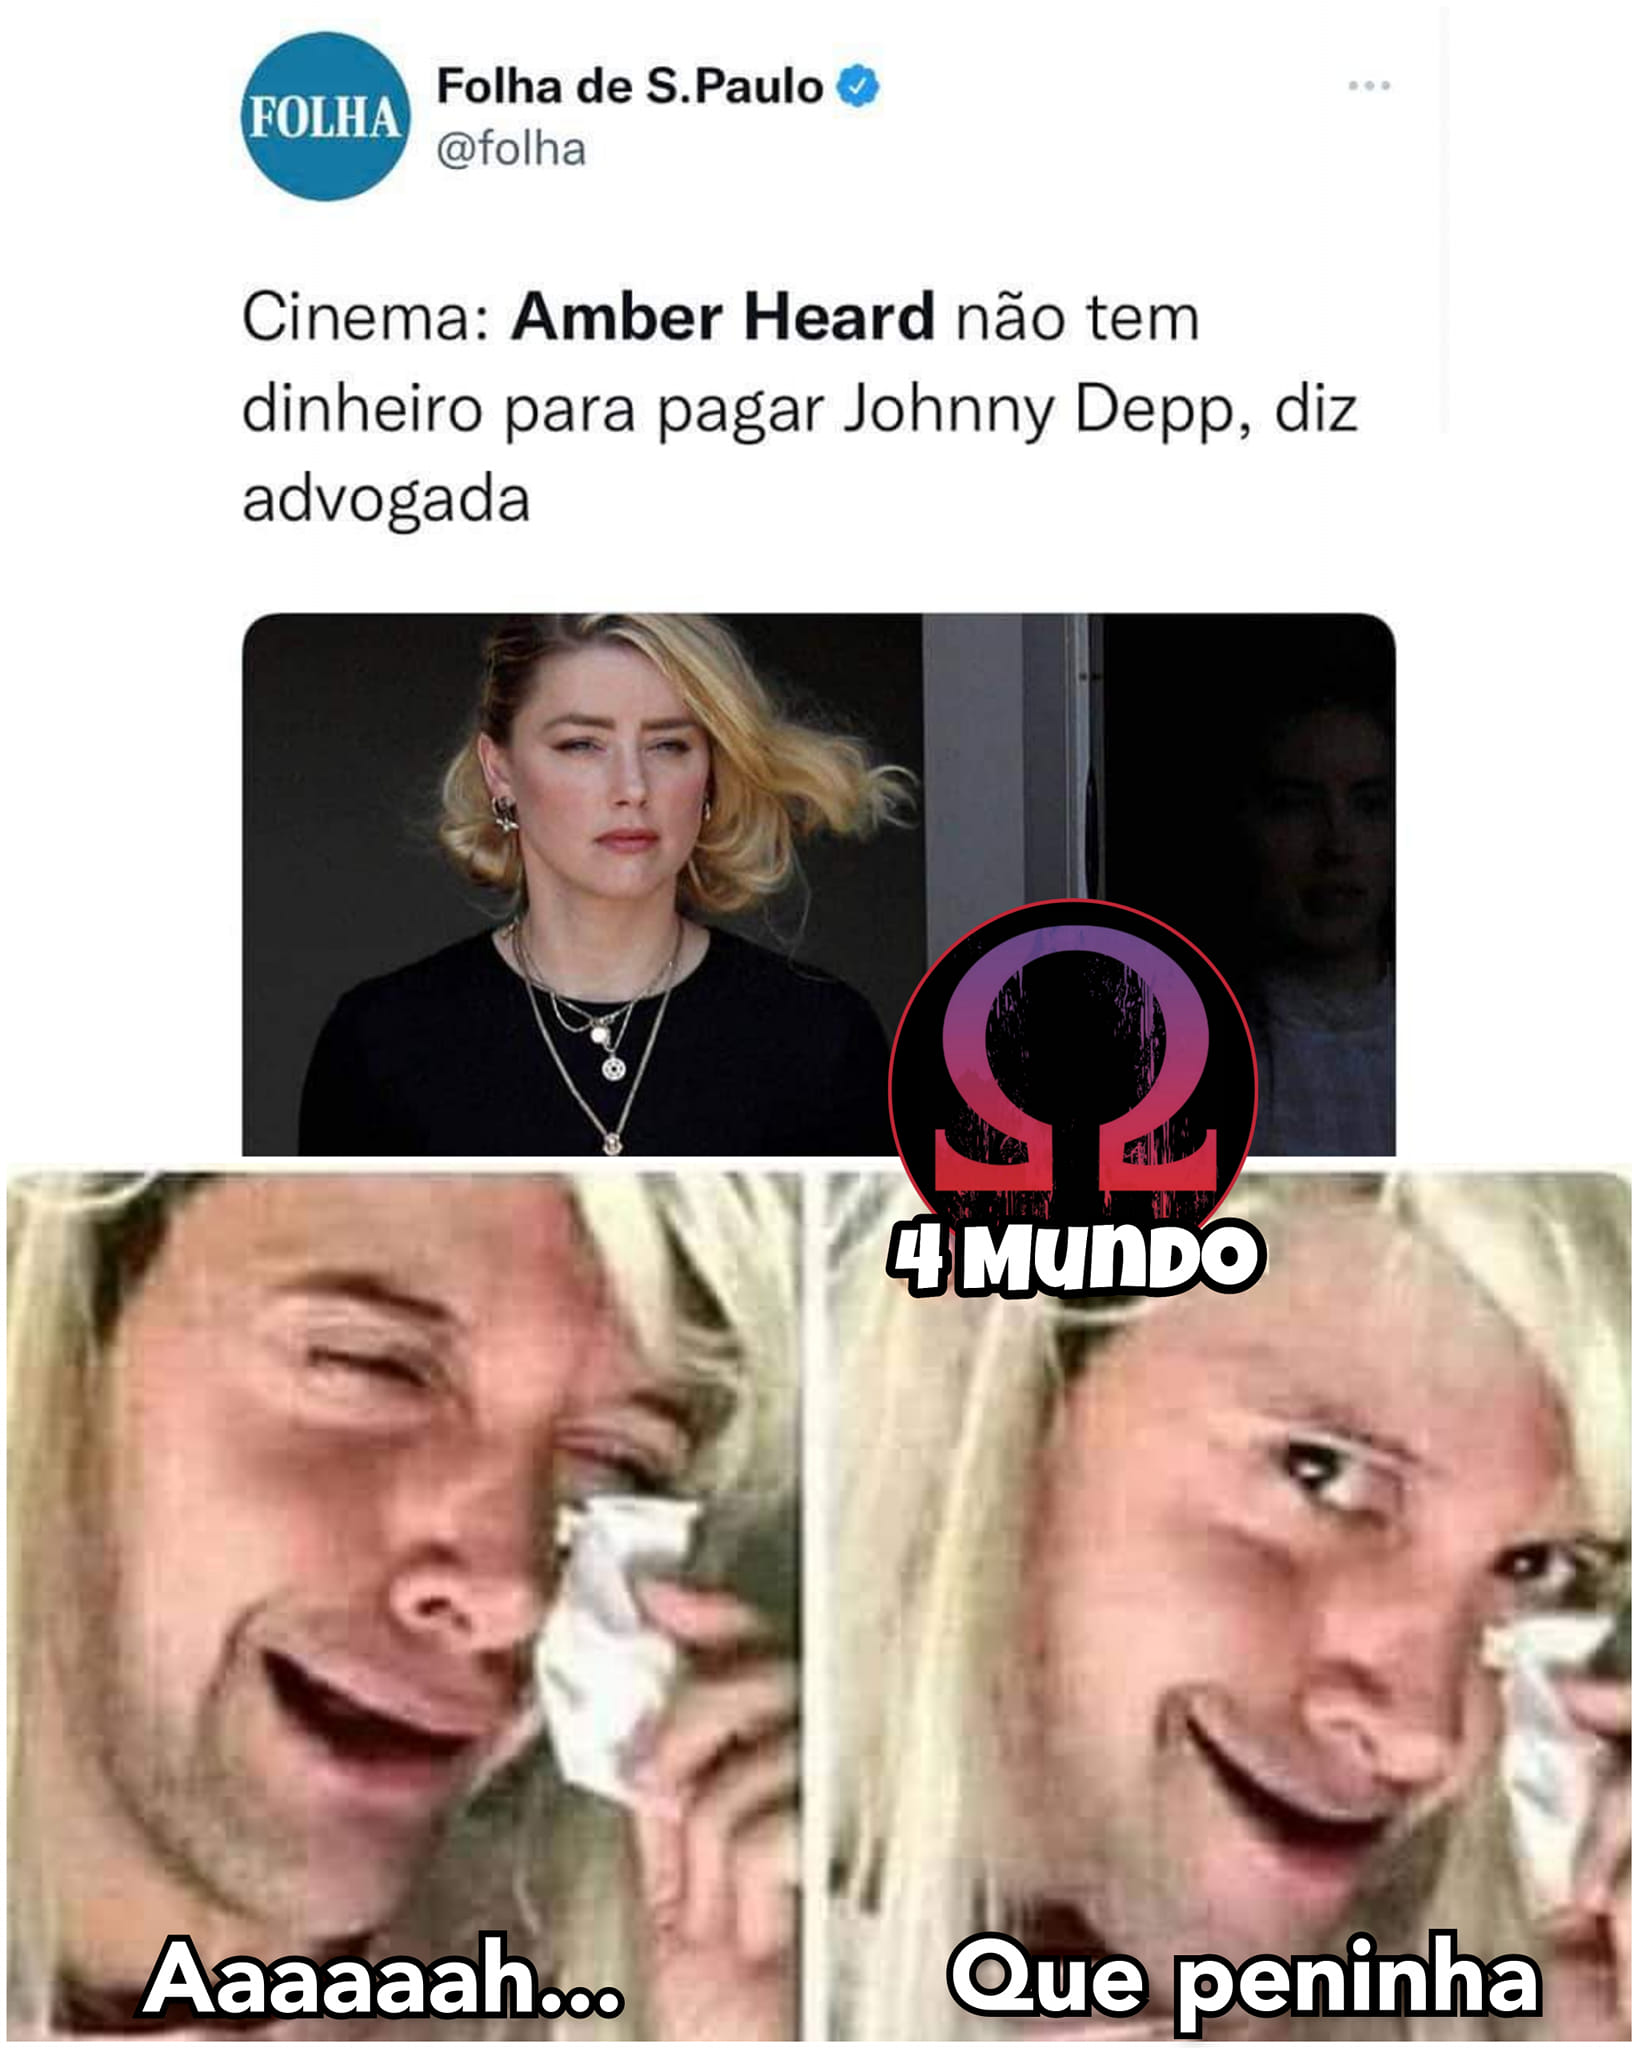 FOLHA
Folha de S.Paulo
@folha
Cinema: Amber Heard não tem
dinheiro para pagar Johnny Depp, diz
advogada
Ω
4 MUNDO
Aaaaaah...
Que peninha